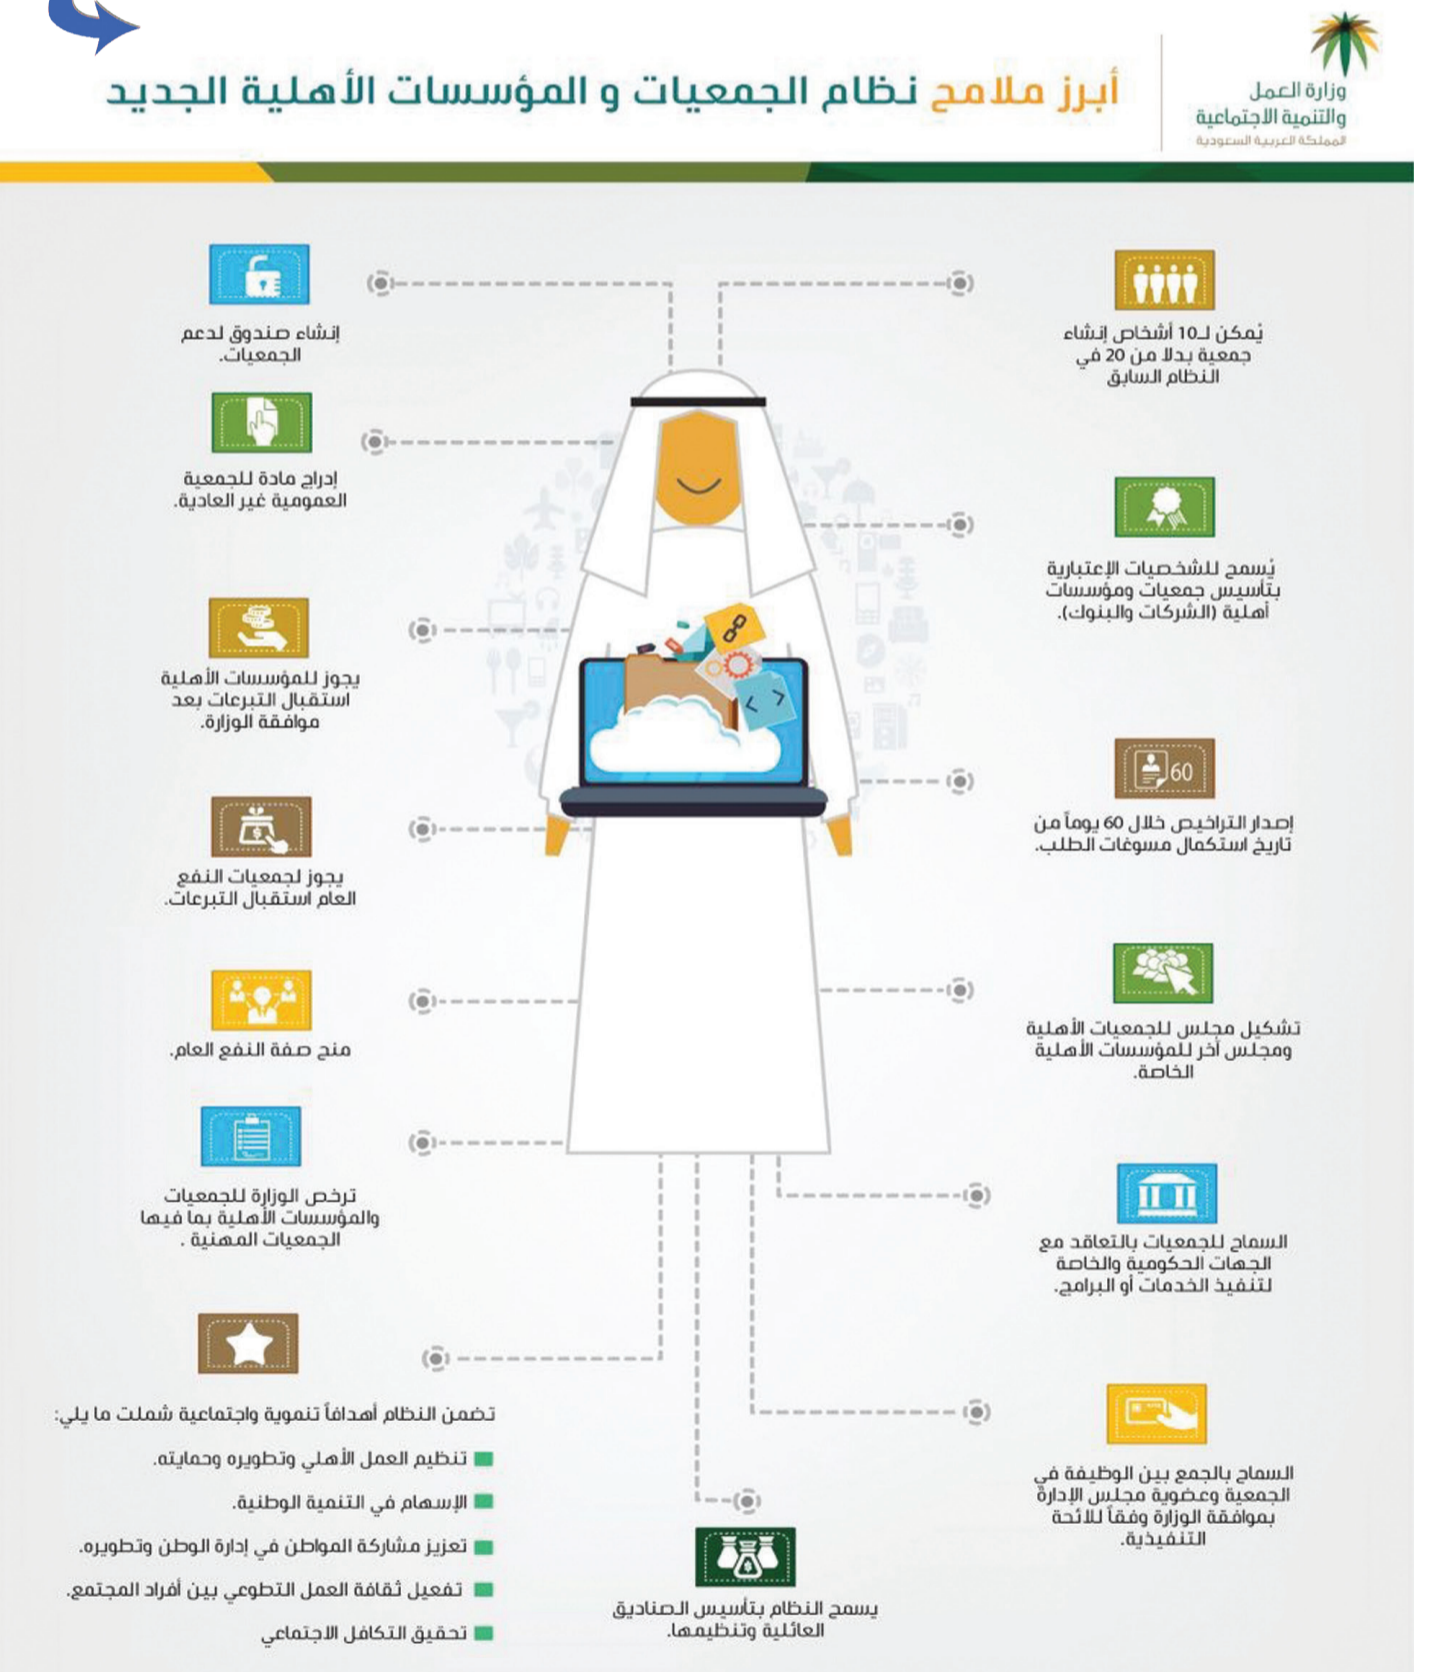 وزارة العمل
والتنمية الاجتماعية
المملكة العربية السعودية
أبرز ملامح نظام الجمعيات و المؤسسات الأهلية الجديد
يُمكن لـ10 أشخاص إنشاء
جمعية بدلا من 20 في
النظام السابق
يُسمح للشخصيات الإعتبارية
بتأسيس جمعيات ومؤسسات
أهلية (الشركات والبنوك).
60
إصدار التراخيص خلال 60 يوماً من
تاريخ استكمال مسوغات الطلب.
تشكيل مجلس للجمعيات الأهلية
ومجلس آخر للمؤسسات الأهلية
الخاصة.
السماح للجمعيات بالتعاقد مع
الجهات الحكومية والخاصة
لتنفيذ الخدمات أو البرامج.
السماح بالجمع بين الوظيفة في
الجمعية وعضوية مجلس الإدارة
بموافقة الوزارة وفقاً للائحة
التنفيذية.
إنشاء صندوق لدعم
الجمعيات.
إدراج مادة للجمعية
العمومية غير العادية.
يجوز للمؤسسات الأهلية
استقبال التبرعات بعد
موافقة الوزارة.
يجوز لجمعيات النفع
العام استقبال التبرعات.
منح صفة النفع العام.
ترخص الوزارة للجمعيات
والمؤسسات الأهلية بما فيها
الجمعيات المهنية .
تضمن النظام أهدافاً تنموية واجتماعية شملت ما يلي:
تنظيم العمل الأهلي وتطويره وحمايته.
الإسهام في التنمية الوطنية.
تعزيز مشاركة المواطن في إدارة الوطن وتطويره.
تفعيل ثقافة العمل التطوعي بين أفراد المجتمع.
تحقيق التكافل الاجتماعي
يسمح النظام بتأسيس الصناديق
العائلية وتنظيمها.